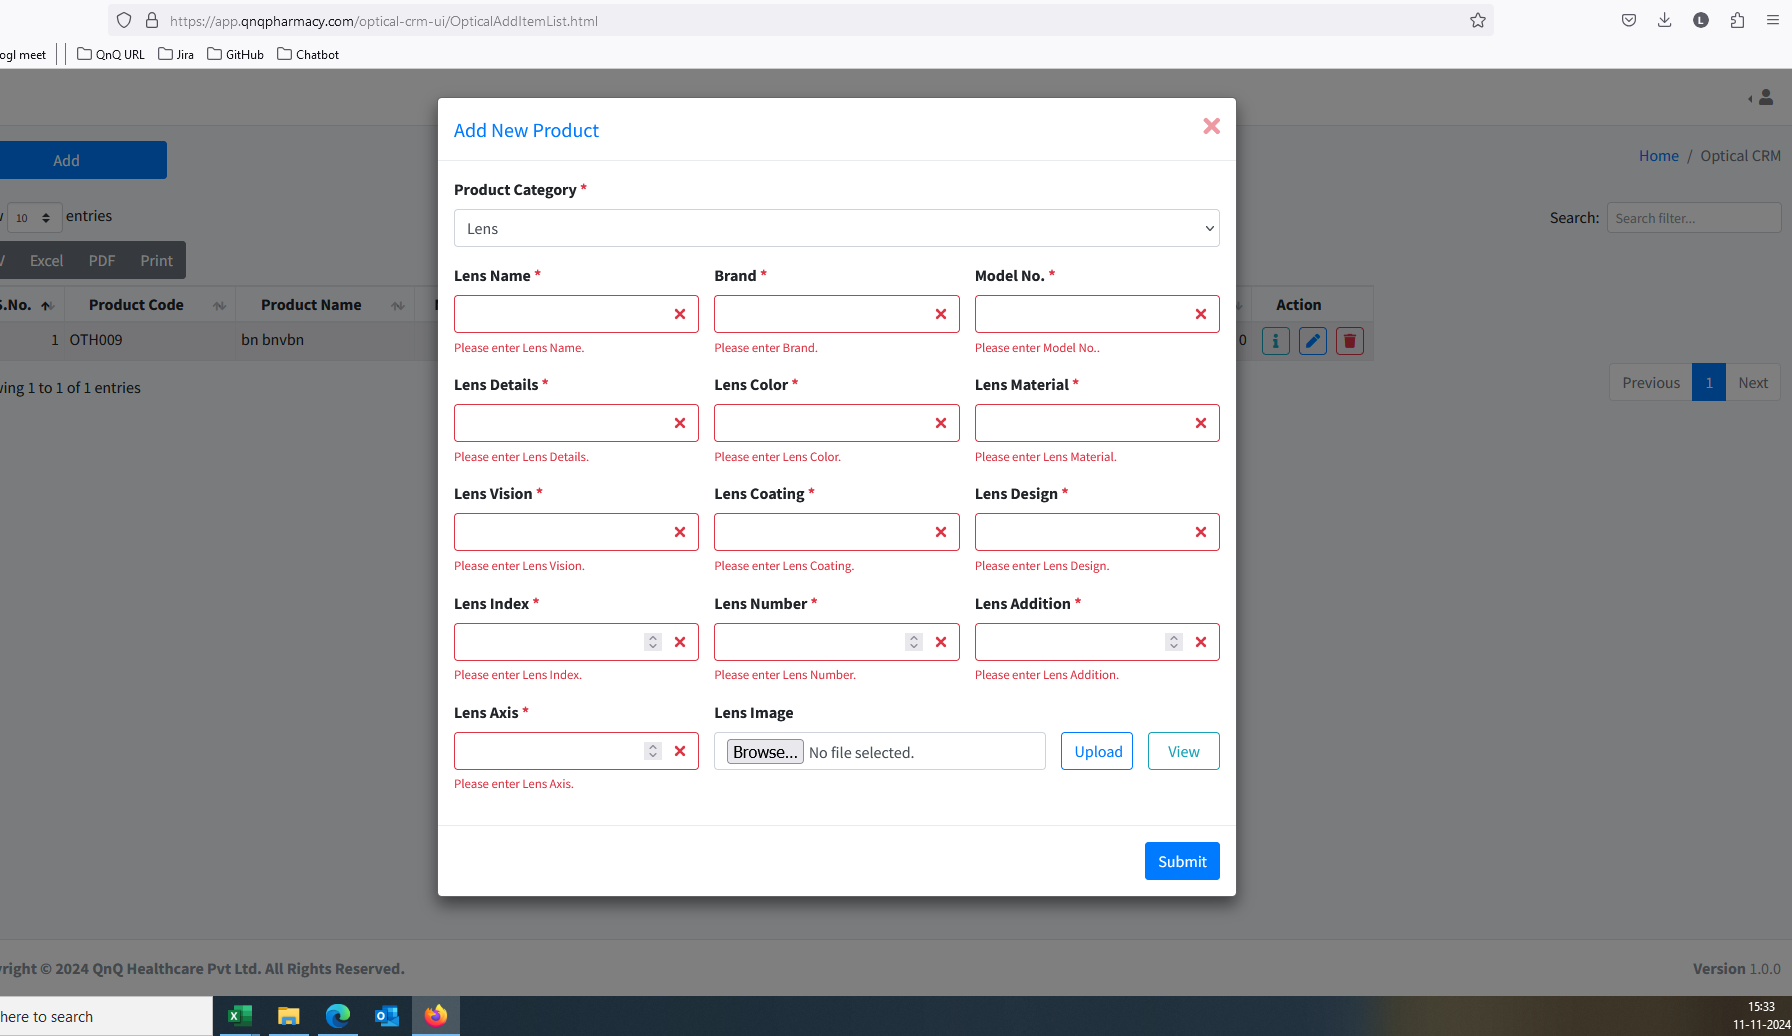 https://app.qnqpharmacy.com/optical-crm-ui/OpticalAddItemList.html
L
ogl meet
QnQ URL
Jira
GitHub
Chatbot
Add New Product
Add
Home / Optical CRM
Product Category *
10 entries
Search: Search filter...
Lens
Excel PDF Print
Lens Name * Brand * Model No. *
S.No. Product Code Product Name Action
Please enter Lens Name. Please enter Brand. Please enter Model No..
1 OTH009 bn bnvbn 0
wing 1 to 1 of 1 entries
Previous 1 Next
Lens Details * Lens Color * Lens Material *
Please enter Lens Details. Please enter Lens Color. Please enter Lens Material.
Lens Vision * Lens Coating * Lens Design *
Please enter Lens Vision. Please enter Lens Coating. Please enter Lens Design.
Lens Index * Lens Number * Lens Addition *
Please enter Lens Index. Please enter Lens Number. Please enter Lens Addition.
Lens Axis * Lens Image
Browse... No file selected. Upload View
Please enter Lens Axis.
Submit
yright © 2024 QnQ Healthcare Pvt Ltd. All Rights Reserved.
Version 1.0.0
here to search
15:33
11-11-2024